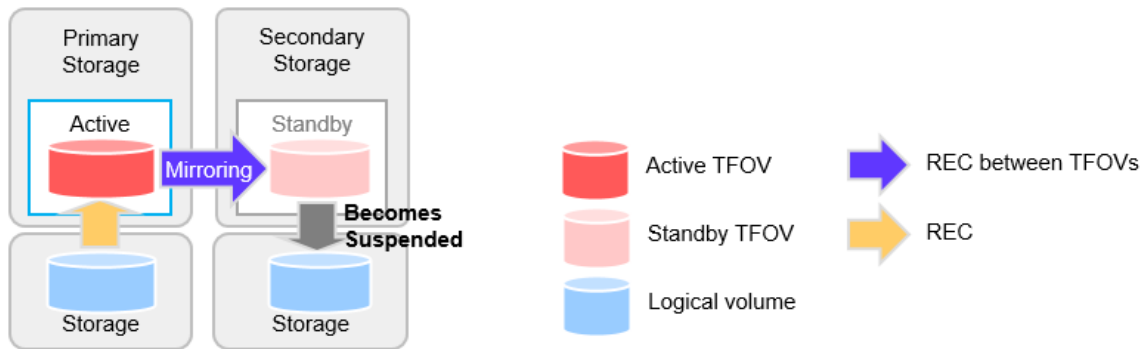 Primary
Storage
Secondary
Storage
Active
Standby
Mirroring
Becomes
Suspended
Storage
Storage
Active TFOV
REC between TFOVs
Standby TFOV
REC
Logical volume